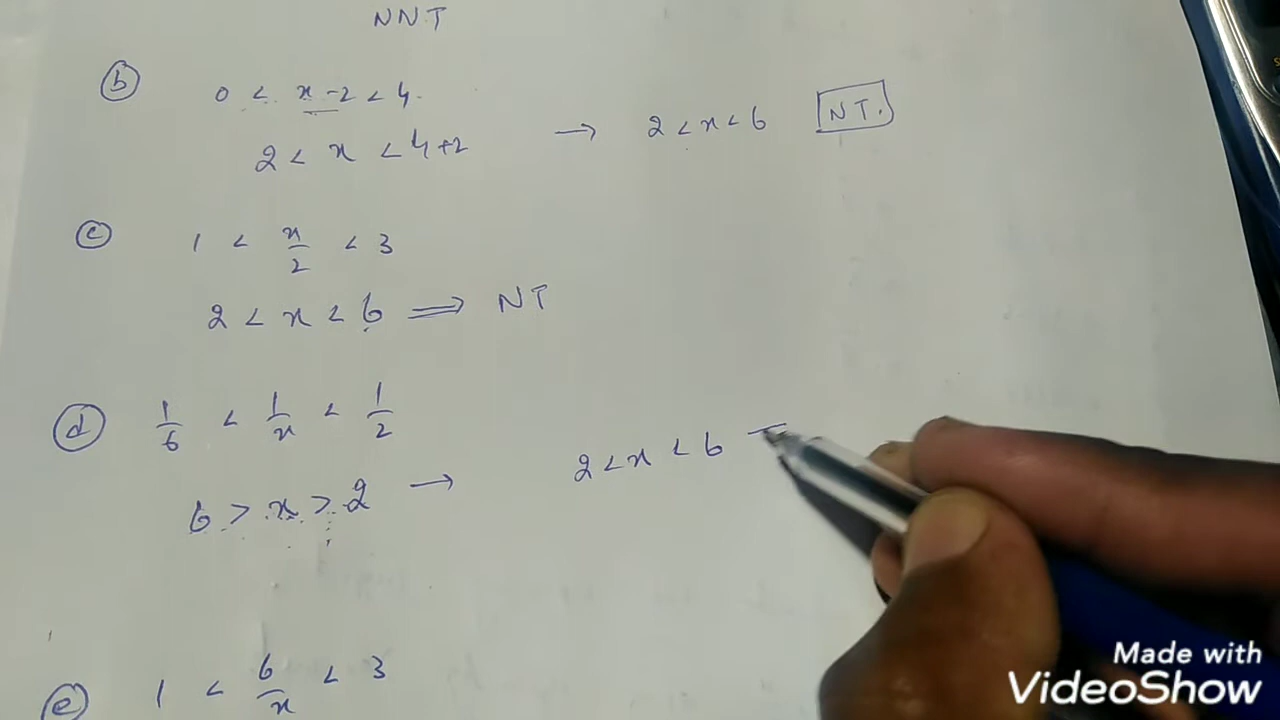 NNT
(b) 0 < x - 2 < 4.
2 < x < 4+2 → 2 < x < 6 NT.
(c) 1 < x/2 < 3
2 < x < 6 ⟹ NT
(d) 1/6 < 1/x < 1/2
6 > x > 2 → 2 < x < 6
(e) 1 < 6/x < 3
Made with
VideoShow